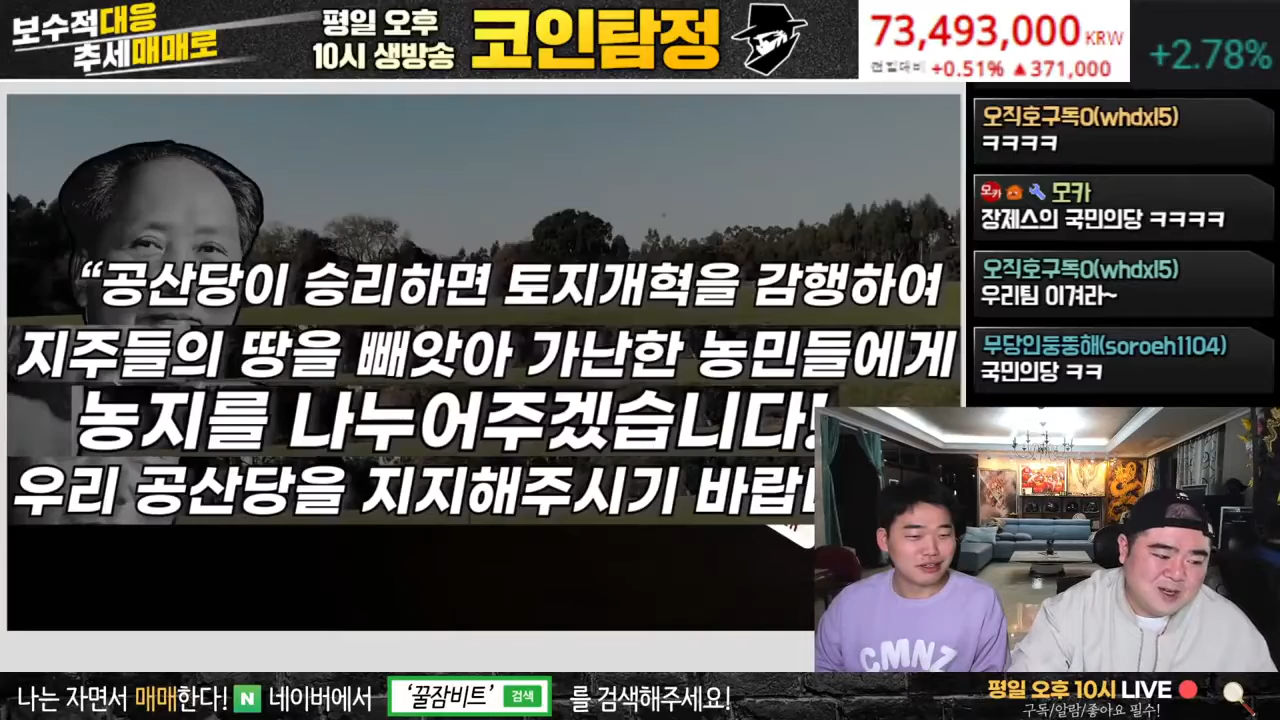 보수적대응
추세매매로
평일 오후
10시 생방송
코인탐정
73,493,000 KRW
전일대비 +0.51% ▲371,000
+2.78%
“공산당이 승리하면 토지개혁을 감행하여
지주들의 땅을 빼앗아 가난한 농민들에게
농지를 나누어주겠습니다!
우리 공산당을 지지해주시기 바랍
오직호구독0(whdxl5)
ㅋㅋㅋㅋ
모카 모카
장제스의 국민의당 ㅋㅋㅋㅋ
오직호구독0(whdxl5)
우리팀 이겨라~
무당인둥뚱해(soroeh1104)
국민의당 ㅋㅋ
CMNZ
나는 자면서 매매한다! N 네이버에서 ‘꿀잠비트’ 검색 를 검색해주세요!
평일 오후 10시 LIVE
구독/알람/좋아요 필수!